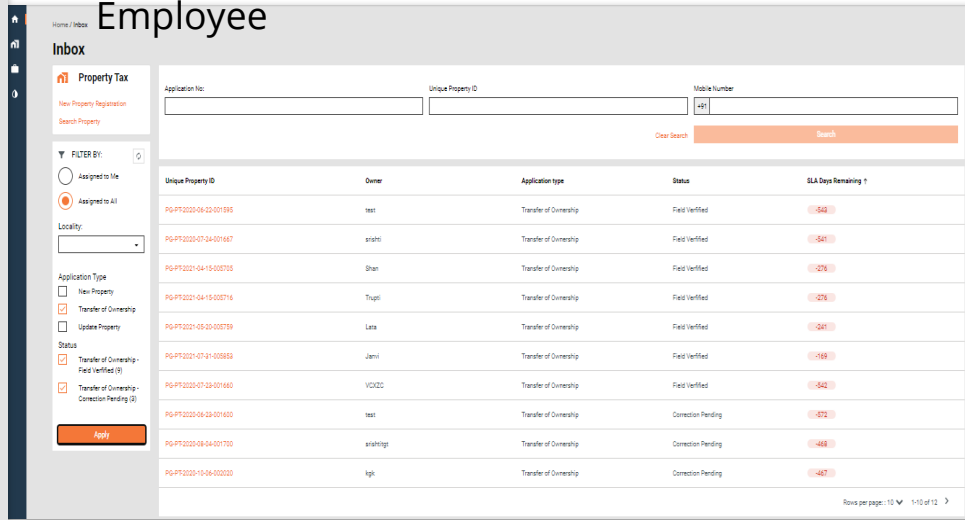 Employee
Home / Inbox
Inbox
Property Tax
New Property Registration
Search Property
Application No:
Unique Property ID
Mobile Number
+91
Clear Search
Search
FILTER BY:
Assigned to Me
Assigned to All
Locality:
Application Type
New Property
Transfer of Ownership
Update Property
Status
Transfer of Ownership -
Field Verified (9)
Transfer of Ownership -
Correction Pending (3)
Apply
Unique Property ID Owner Application type Status SLA Days Remaining ↑
PG-PT-2020-06-22-001595 test Transfer of Ownership Field Verified -543
PG-PT-2020-07-24-001667 srishti Transfer of Ownership Field Verified -541
PG-PT-2021-04-15-005705 Shan Transfer of Ownership Field Verified -276
PG-PT-2021-04-15-005716 Trupti Transfer of Ownership Field Verified -276
PG-PT-2021-05-20-005759 Lata Transfer of Ownership Field Verified -241
PG-PT-2021-07-31-005853 Janvi Transfer of Ownership Field Verified -169
PG-PT-2020-07-23-001660 VCXZC Transfer of Ownership Field Verified -542
PG-PT-2020-06-23-001600 test Transfer of Ownership Correction Pending -572
PG-PT-2020-08-04-001700 Transfer of Ownership Correction Pending -468
PG-PT-2020-10-06-002020 kgk Transfer of Ownership Correction Pending -467
Rows per page: : 10 1-10 of 12